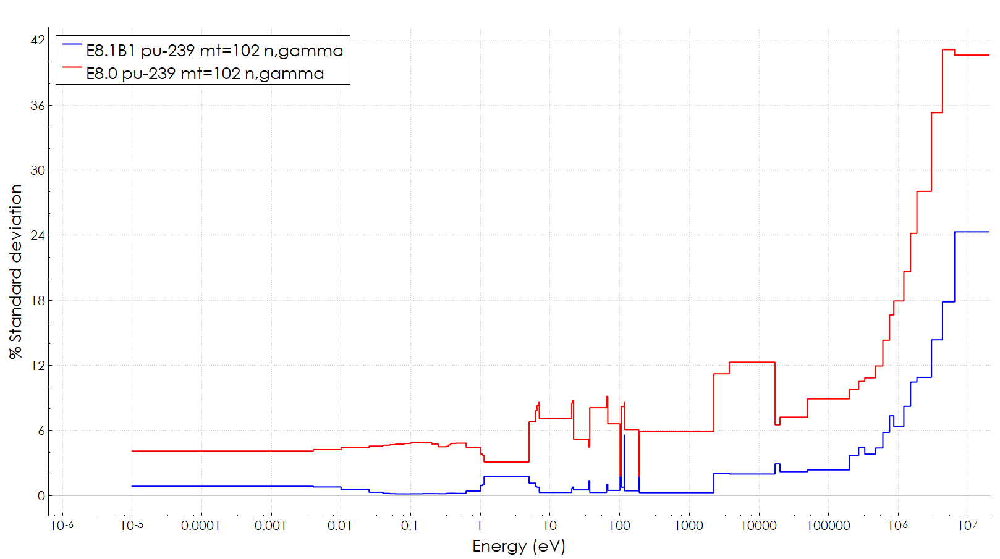 E8.1B1 pu-239 mt=102 n,gamma
E8.0 pu-239 mt=102 n,gamma
% Standard deviation
42
36
30
24
18
12
6
0
10-6 10-5 0.0001 0.001 0.01 0.1 1 10 100 1000 10000 100000 106 107
Energy (eV)